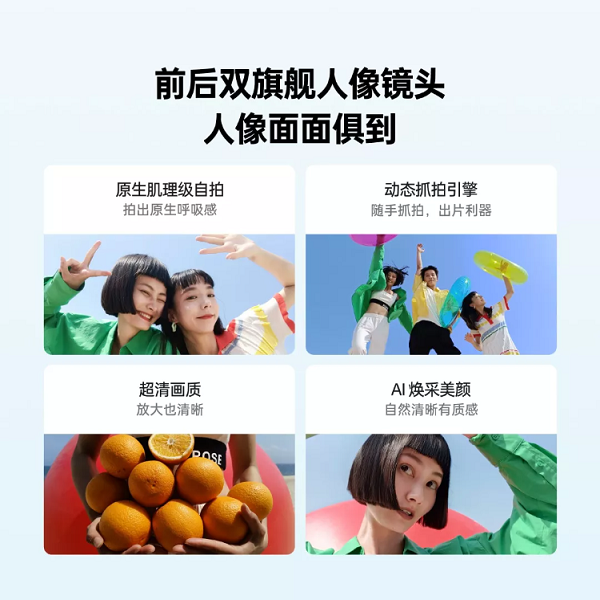 前后双旗舰人像镜头
人像面面俱到
原生肌理级自拍
拍出原生呼吸感
动态抓拍引擎
随手抓拍，出片利器
超清画质
放大也清晰
AI 焕采美颜
自然清晰有质感
ROSE